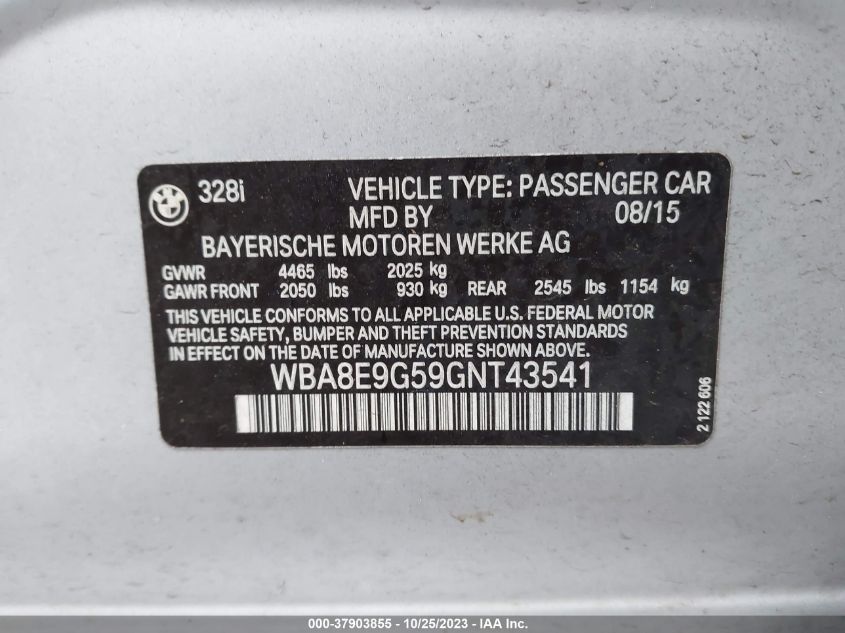 328i VEHICLE TYPE: PASSENGER CAR
MFD BY 08/15
BAYERISCHE MOTOREN WERKE AG
GVWR 4465 lbs 2025 kg
GAWR FRONT 2050 lbs 930 kg REAR 2545 lbs 1154 kg
THIS VEHICLE CONFORMS TO ALL APPLICABLE U.S. FEDERAL MOTOR
VEHICLE SAFETY, BUMPER AND THEFT PREVENTION STANDARDS
IN EFFECT ON THE DATE OF MANUFACTURE SHOWN ABOVE.
WBA8E9G59GNT43541
2 122 606
000-37903855 - 10/25/2023 - IAA Inc.